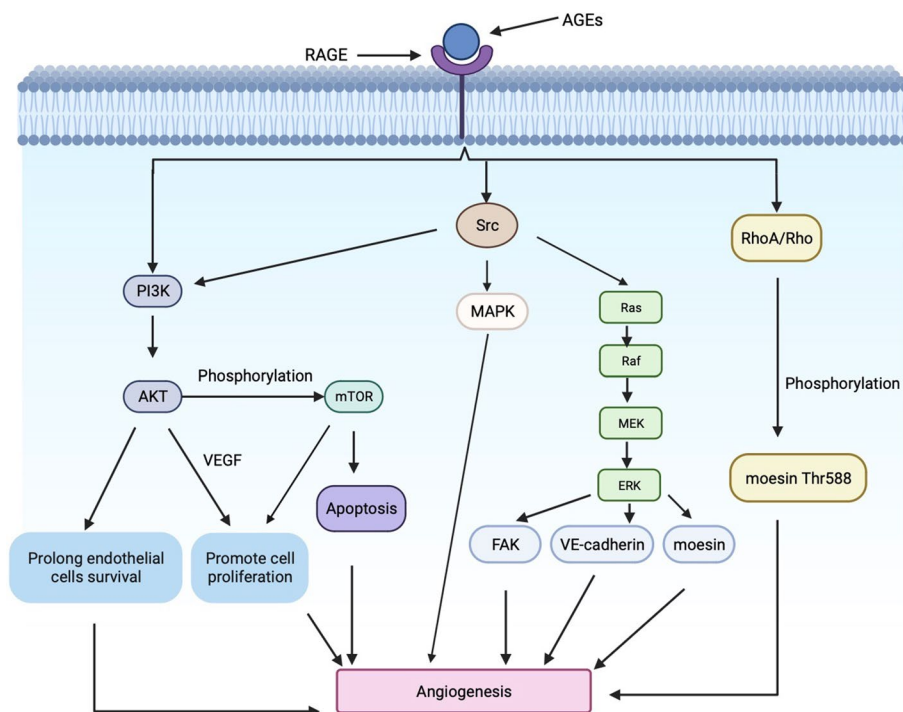 AGEs
RAGE
Src
RhoA/Rho
PI3K
MAPK
Ras
Raf
Phosphorylation
Phosphorylation
AKT
mTOR
MEK
VEGF
moesin Thr588
ERK
Apoptosis
FAK
VE-cadherin
moesin
Prolong endothelial
cells survival
Promote cell
proliferation
Angiogenesis